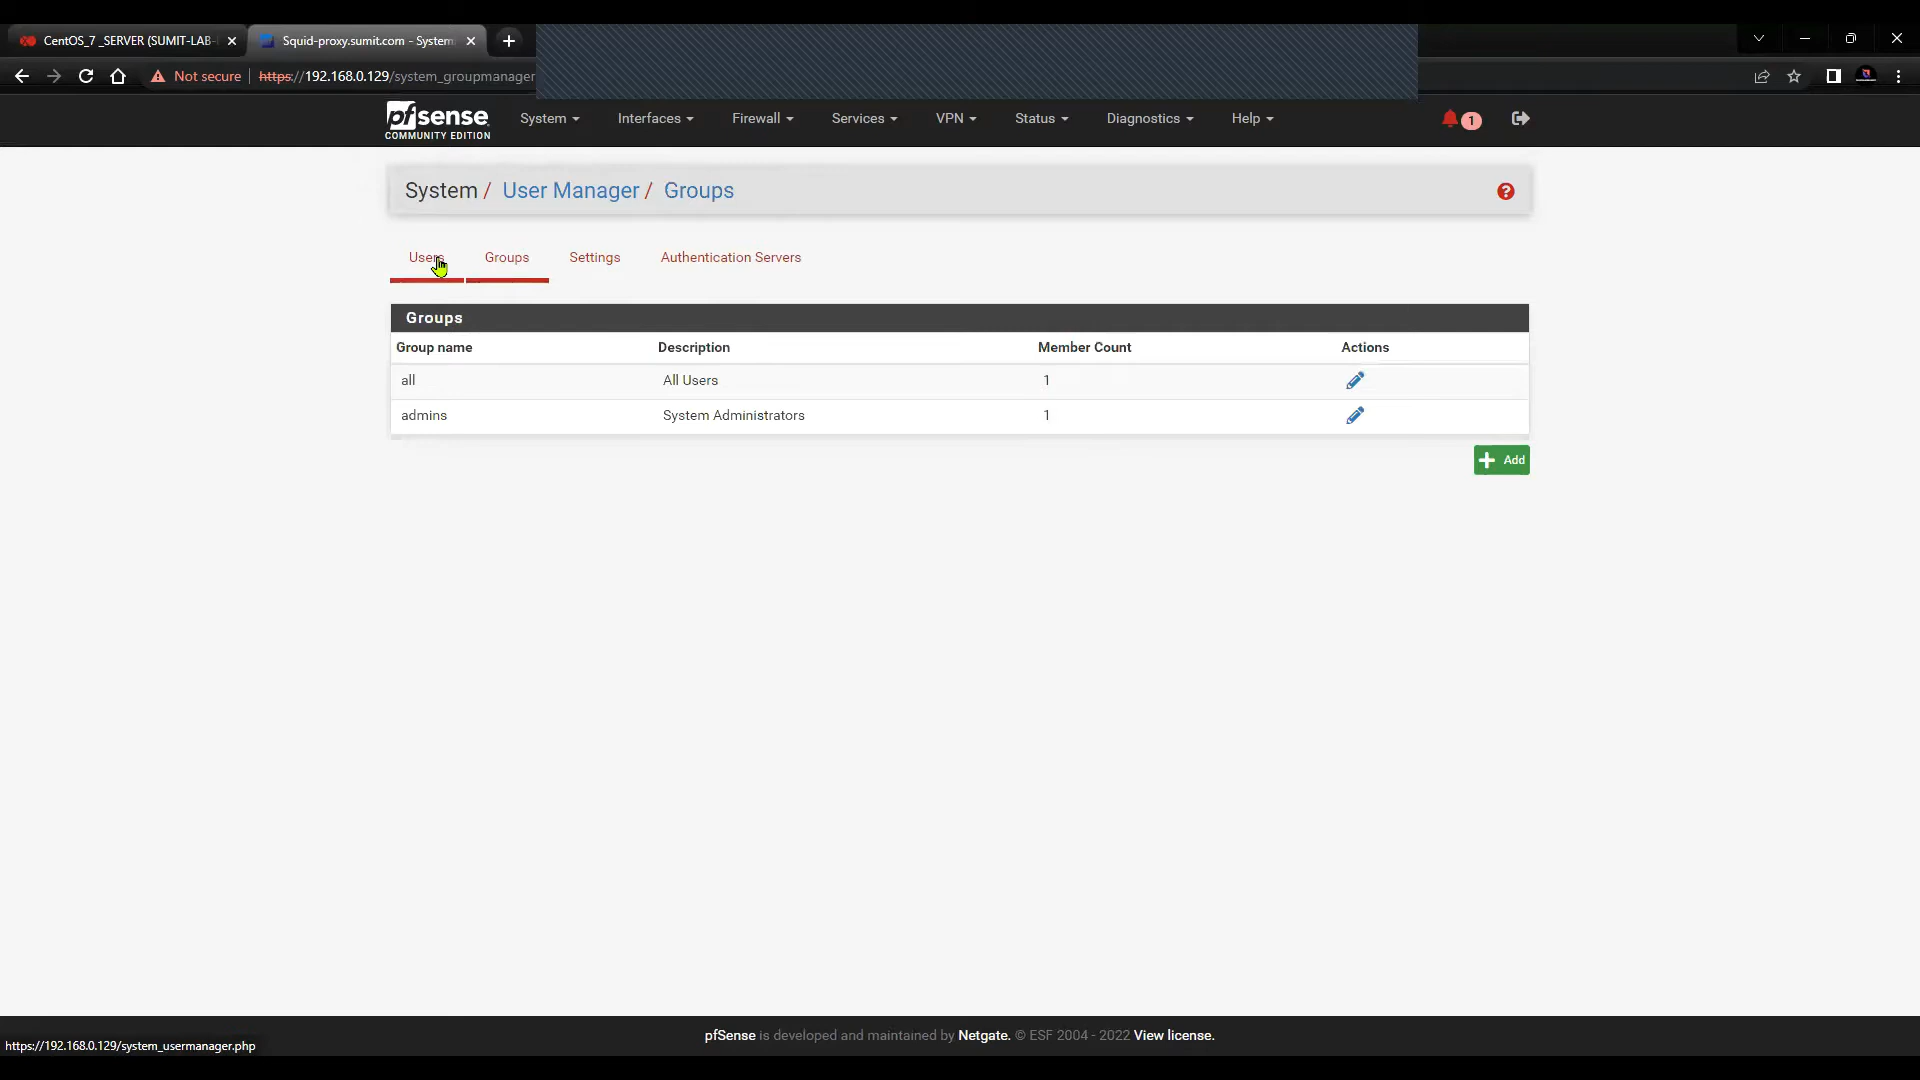 CentOS_7 _SERVER (SUMIT-LAB-
Squid-proxy.sumit.com - System
Not secure
https://192.168.0.129/system_groupmanager
pfsense
COMMUNITY EDITION
System
Interfaces
Firewall
Services
VPN
Status
Diagnostics
Help
1
System / User Manager / Groups
Users
Groups
Settings
Authentication Servers
Groups
Group name
Description
Member Count
Actions
all
All Users
1
admins
System Administrators
1
Add
pfSense is developed and maintained by Netgate. © ESF 2004 - 2022 View license.
https://192.168.0.129/system_usermanager.php